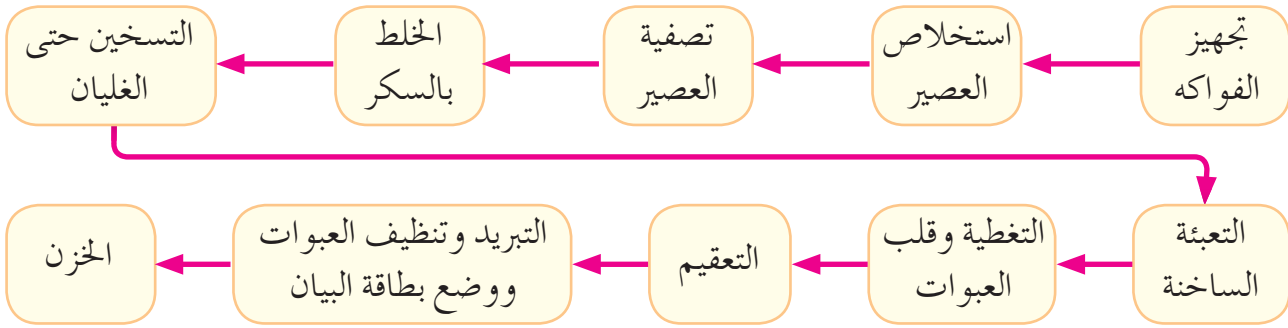 تجهيز
الفواكه
استخلاص
العصير
تصفية
العصير
الخلط
بالسكر
التسخين حتى
الغليان
التعبئة
الساخنة
التغطية وقلب
العبوات
التعقيم
التبريد وتنظيف العبوات
ووضع بطاقة البيان
الخزن